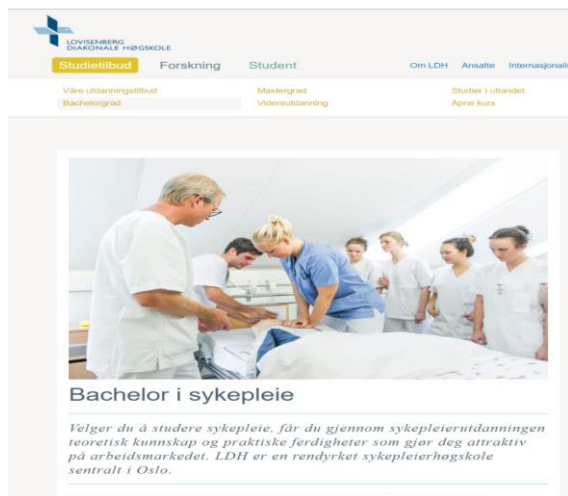 LOVISENBERG
DIAKONALE HØGSKOLE
Studietilbud Forskning Student Om LDH Ansatte Internasjonali
Våre utdanningstilbud Mastergrad Studier i utlandet
Bachelorgrad Videreutdanning Åpne kurs
Bachelor i sykepleie
Velger du å studere sykepleie, får du gjennom sykepleierutdanningen
teoretisk kunnskap og praktiske ferdigheter som gjør deg attraktiv
på arbeidsmarkedet. LDH er en rendyrket sykepleierhøgskole
sentralt i Oslo.